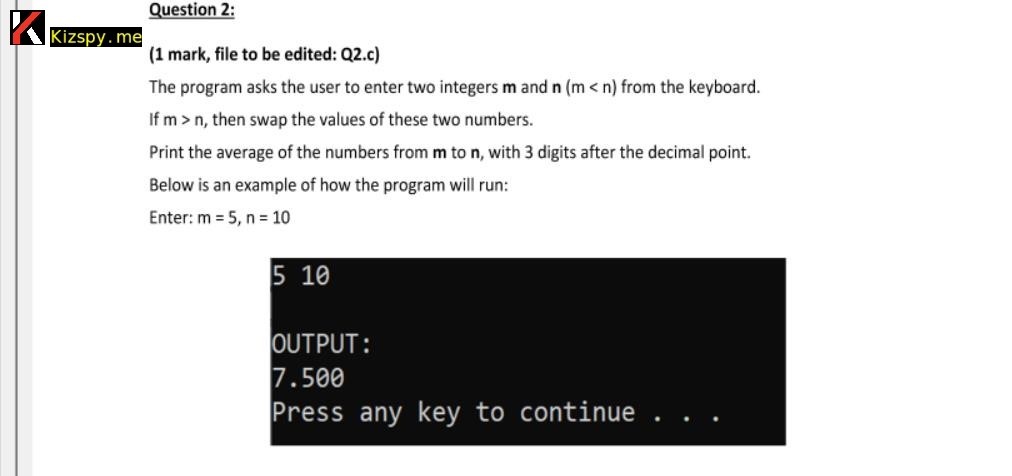 Question 2:
Kizspy.me
(1 mark, file to be edited: Q2.c)
The program asks the user to enter two integers m and n (m < n) from the keyboard.
If m > n, then swap the values of these two numbers.
Print the average of the numbers from m to n, with 3 digits after the decimal point.
Below is an example of how the program will run:
Enter: m = 5, n = 10
5 10
OUTPUT:
7.500
Press any key to continue . . .